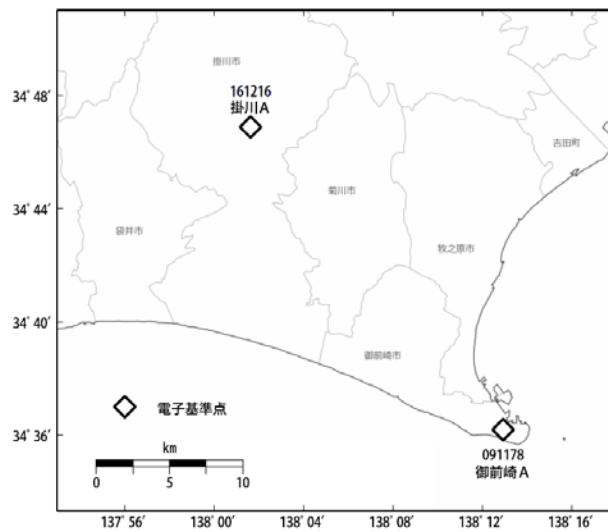 34° 48′
34° 44′
34° 40′
34° 36′
掛川市
161216
掛川A
吉田町
菊川市
袋井市
牧之原市
御前崎市
電子基準点
km
0 5 10
091178
御前崎A
137° 56′ 138° 00′ 138° 04′ 138° 08′ 138° 12′ 138° 16′